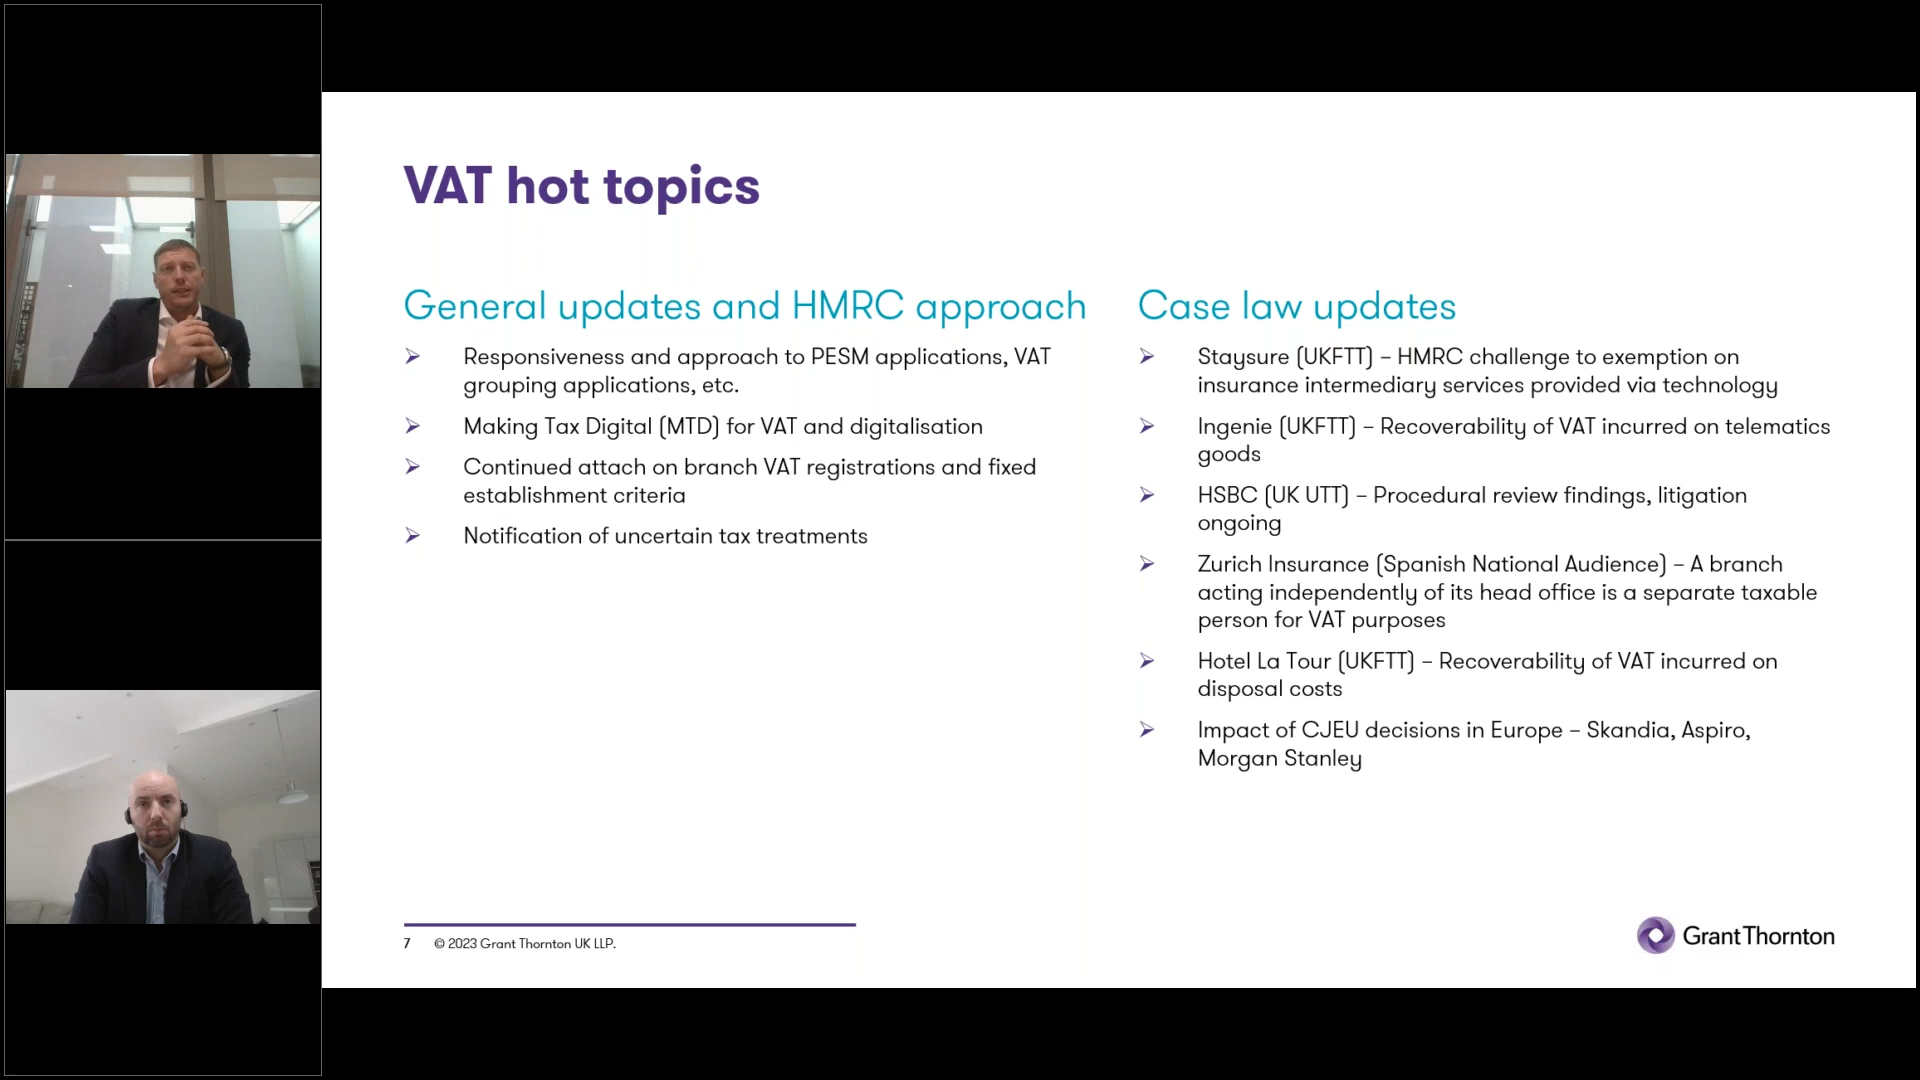 VAT hot topics
General updates and HMRC approach
Responsiveness and approach to PESM applications, VAT
grouping applications, etc.
Making Tax Digital (MTD) for VAT and digitalisation
Continued attach on branch VAT registrations and fixed
establishment criteria
Notification of uncertain tax treatments
Case law updates
Staysure (UKFTT) – HMRC challenge to exemption on
insurance intermediary services provided via technology
Ingenie (UKFTT) – Recoverability of VAT incurred on telematics
goods
HSBC (UK UTT) – Procedural review findings, litigation
ongoing
Zurich Insurance (Spanish National Audience) – A branch
acting independently of its head office is a separate taxable
person for VAT purposes
Hotel La Tour (UKFTT) – Recoverability of VAT incurred on
disposal costs
Impact of CJEU decisions in Europe – Skandia, Aspiro,
Morgan Stanley
7 © 2023 Grant Thornton UK LLP.
GrantThornton